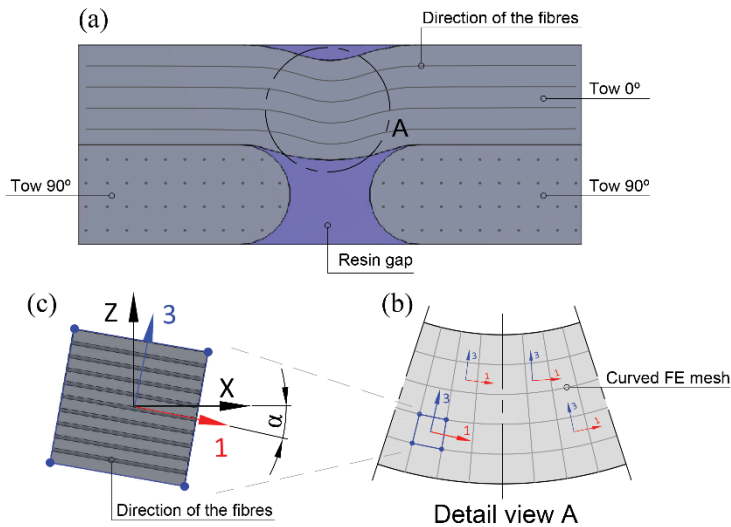 (a)
Direction of the fibres
Tow 0º
A
Tow 90º
Tow 90º
Resin gap
(c)
Z
3
X
1
α
Direction of the fibres
(b)
3
1
3
1
3
1
3
1
Curved FE mesh
Detail view A